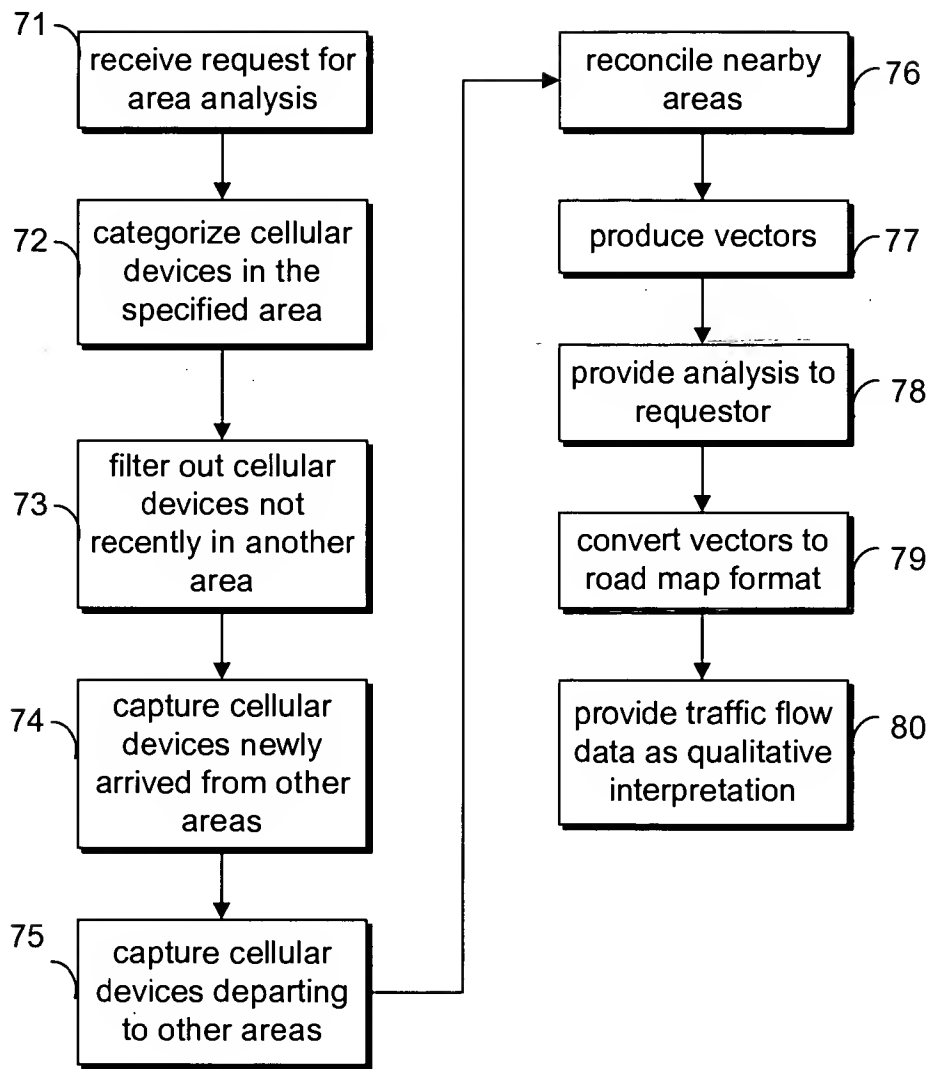 71
receive request for
area analysis
72
categorize cellular
devices in the
specified area
73
filter out cellular
devices not
recently in another
area
74
capture cellular
devices newly
arrived from other
areas
75
capture cellular
devices departing
to other areas
reconcile nearby
areas
76
produce vectors
77
provide analysis to
requestor
78
convert vectors to
road map format
79
provide traffic flow
data as qualitative
interpretation
80